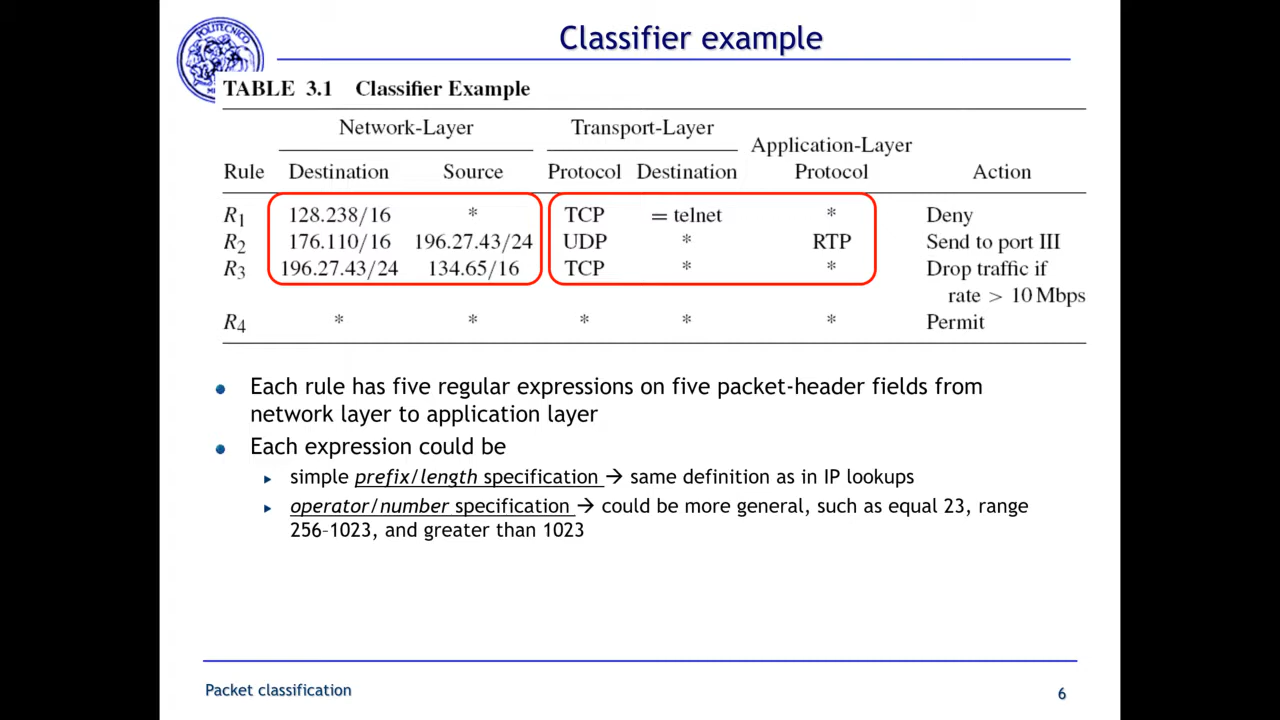 Classifier example
POLITECNICO
TABLE 3.1 Classifier Example
Network-Layer Transport-Layer Application-Layer
Rule Destination Source Protocol Destination Protocol Action
R1 128.238/16 * TCP = telnet * Deny
R2 176.110/16 196.27.43/24 UDP * RTP Send to port III
R3 196.27.43/24 134.65/16 TCP * * Drop traffic if
rate > 10 Mbps
R4 * * * * * Permit
Each rule has five regular expressions on five packet-header fields from
network layer to application layer
Each expression could be
simple prefix/length specification → same definition as in IP lookups
operator/number specification → could be more general, such as equal 23, range
256–1023, and greater than 1023
Packet classification 6